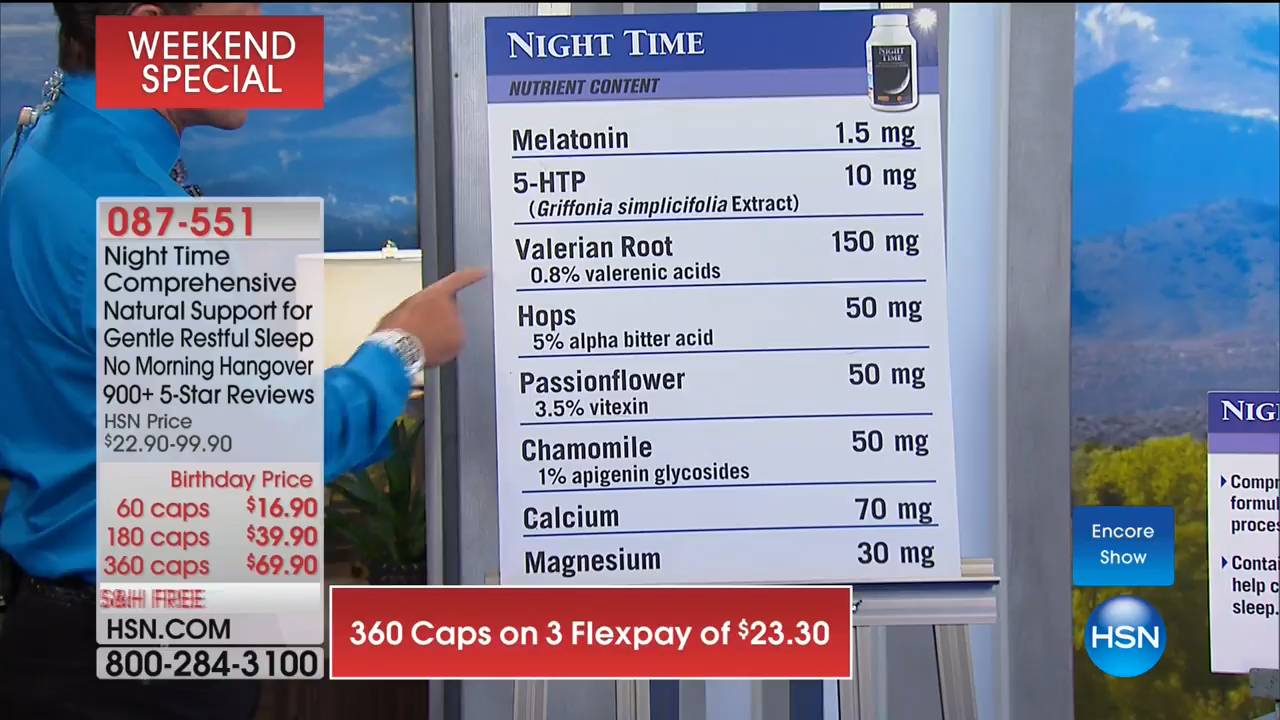 WEEKEND
SPECIAL
087-551
Night Time
Comprehensive
Natural Support for
Gentle Restful Sleep
No Morning Hangover
900+ 5-Star Reviews
HSN Price
$22.90-99.90
Birthday Price
60 caps $16.90
180 caps $39.90
360 caps $69.90
S&H FREE
HSN.COM
800-284-3100
360 Caps on 3 Flexpay of $23.30
NIGHT TIME
NUTRIENT CONTENT
NIGHT
TIME
Melatonin 1.5 mg
5-HTP 10 mg
(Griffonia simplicifolia Extract)
Valerian Root 150 mg
0.8% valerenic acids
Hops 50 mg
5% alpha bitter acid
Passionflower 50 mg
3.5% vitexin
Chamomile 50 mg
1% apigenin glycosides
Calcium 70 mg
Magnesium 30 mg
Encore
Show
HSN
NIG
Compr
formul
proces
Conta
help c
sleep.